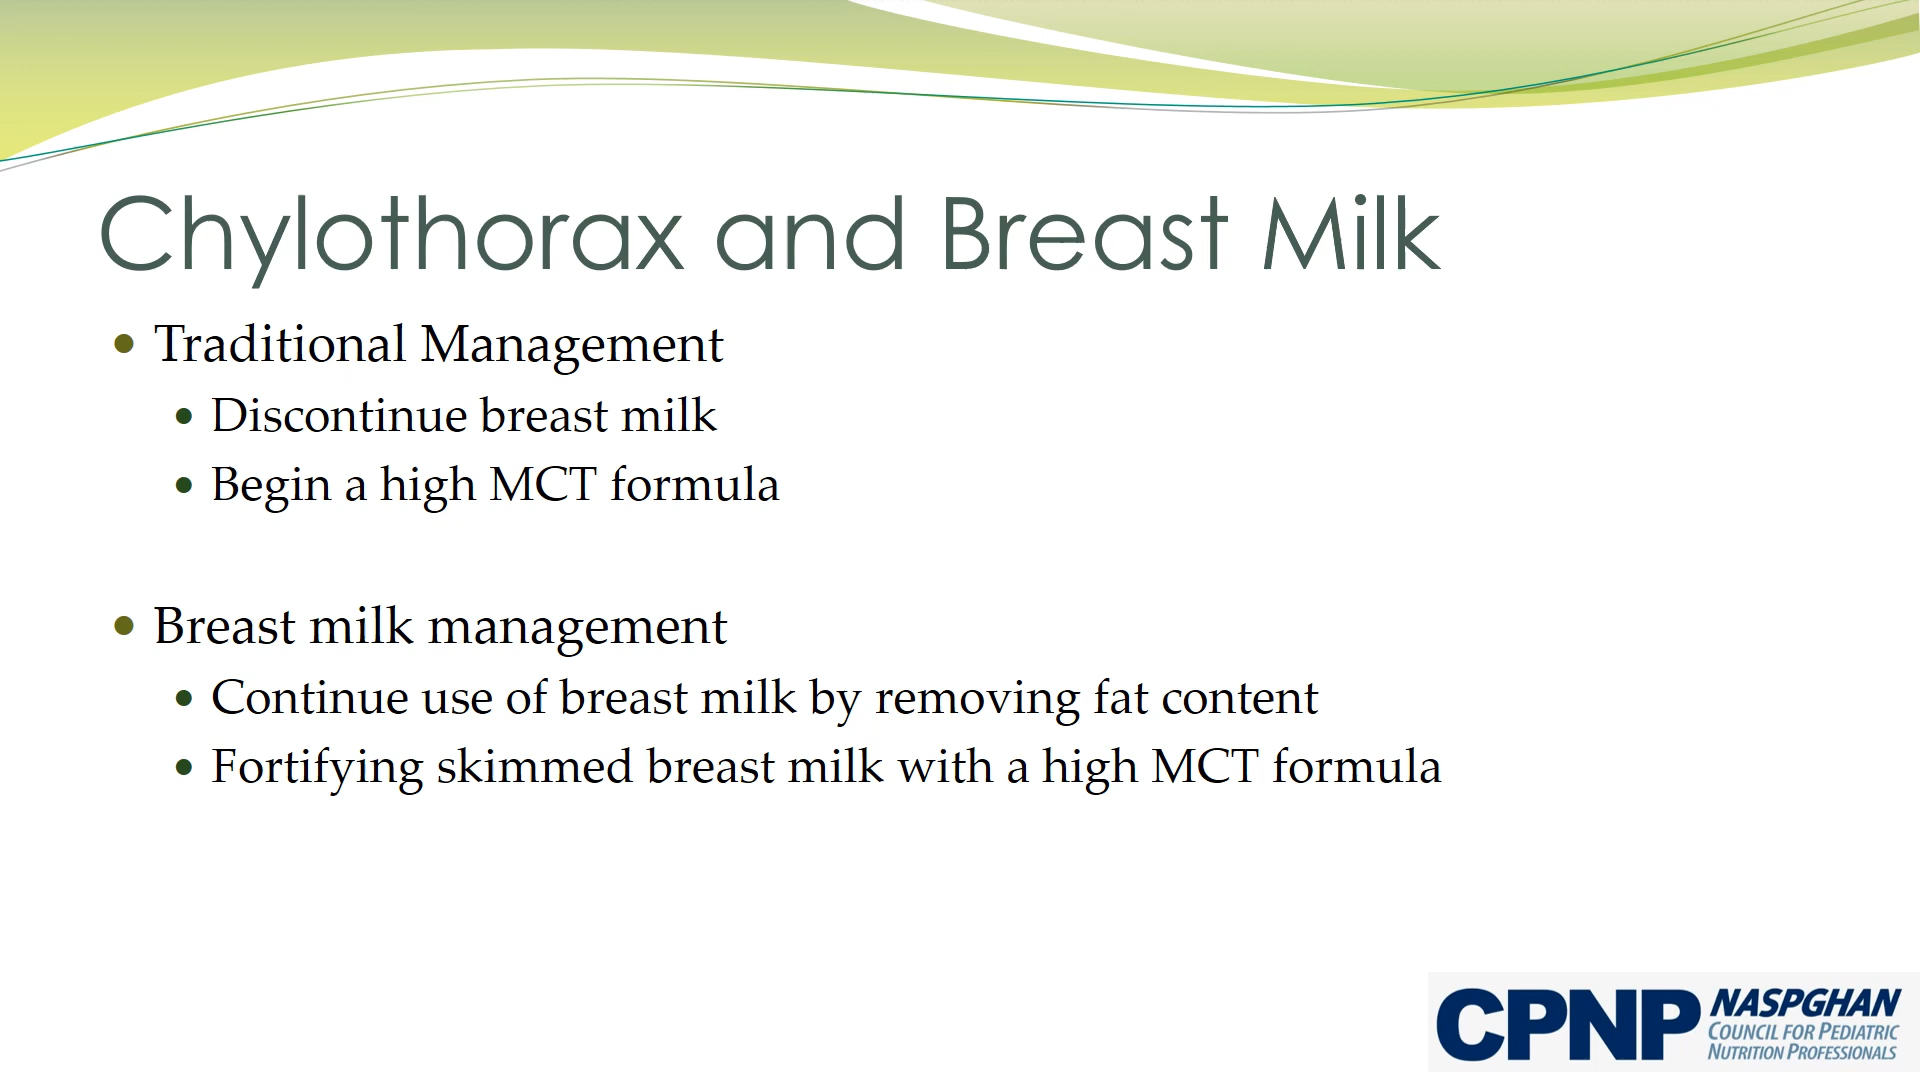 Chylothorax and Breast Milk
• Traditional Management
• Discontinue breast milk
• Begin a high MCT formula
• Breast milk management
• Continue use of breast milk by removing fat content
• Fortifying skimmed breast milk with a high MCT formula
CPNP NASPGHAN
COUNCIL FOR PEDIATRIC
NUTRITION PROFESSIONALS